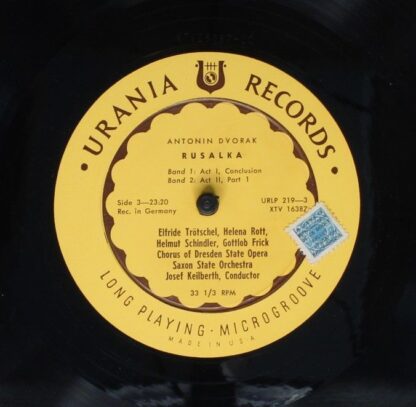 URANIA RECORDS
ANTONIN DVORAK
RUSALKA
Band 1: Act I, Conclusion
Band 2: Act II, Part 1
Side 3—23:20
Rec. in Germany
URLP 219—3
XTV 16382
Elfride Trötschel, Helena Rott,
Helmut Schindler, Gottlob Frick
Chorus of Dresden State Opera
Saxon State Orchestra
Josef Keilberth, Conductor
33 1/3 RPM
LONG PLAYING - MICROGROOVE
MADE IN U.S.A